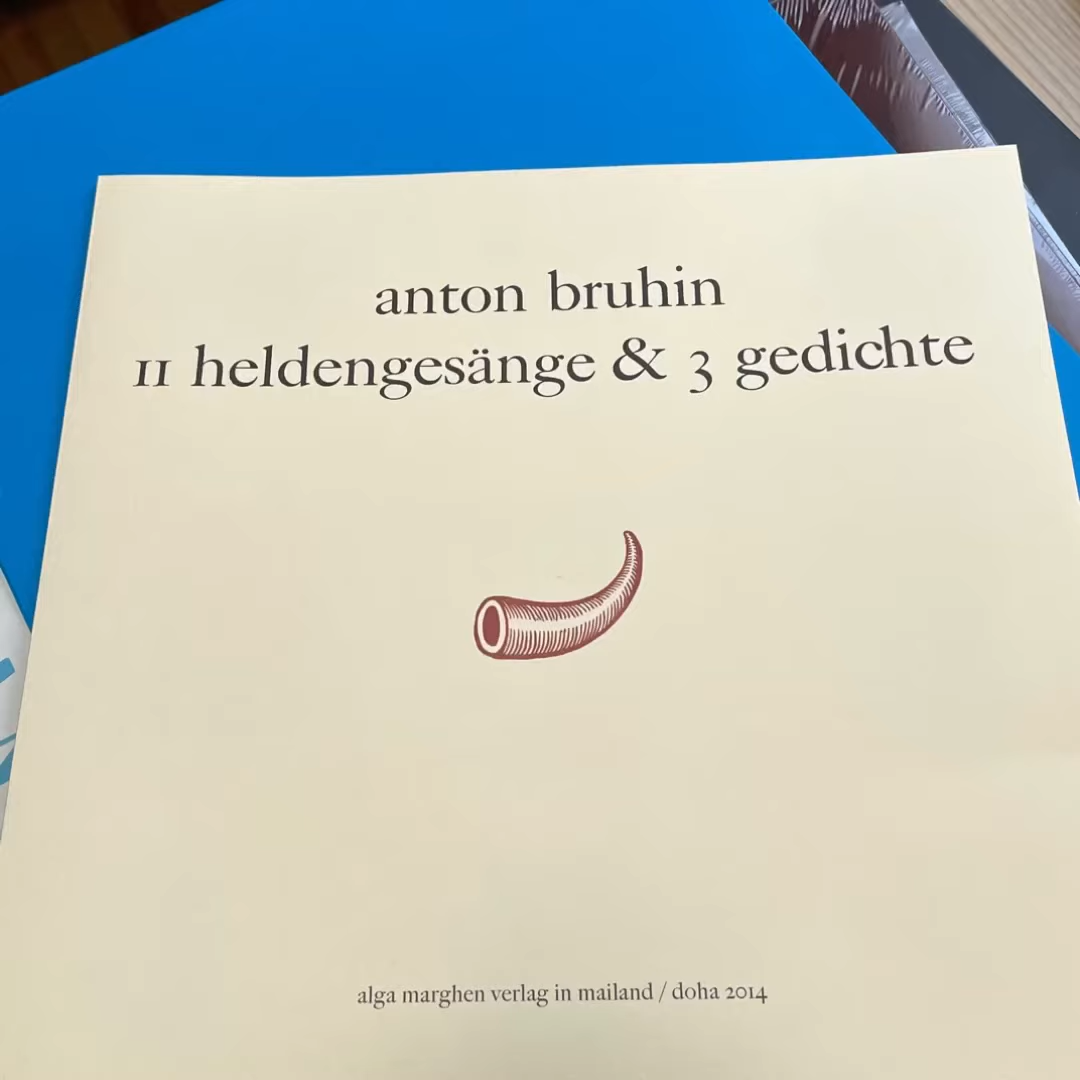 anton bruhin
11 heldengesänge & 3 gedichte
alga marghen verlag in mailand / doha 2014